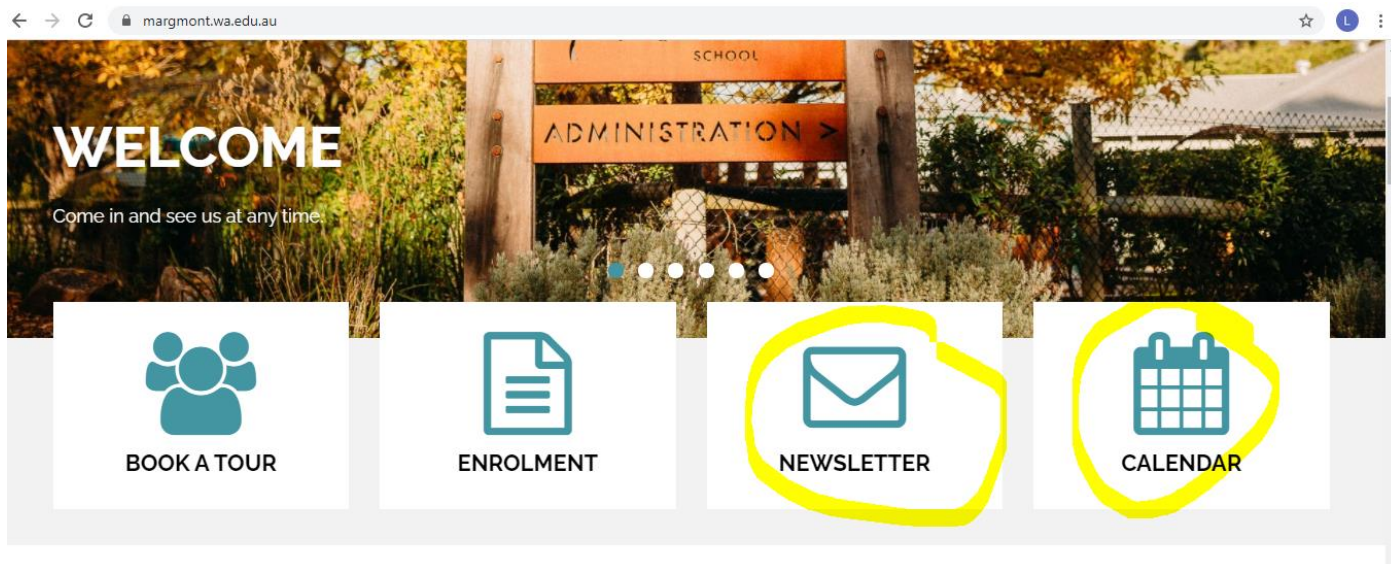 margmont.wa.edu.au
L
SCHOOL
ADMINISTRATION >
WELCOME
Come in and see us at any time.
BOOK A TOUR
ENROLMENT
NEWSLETTER
CALENDAR